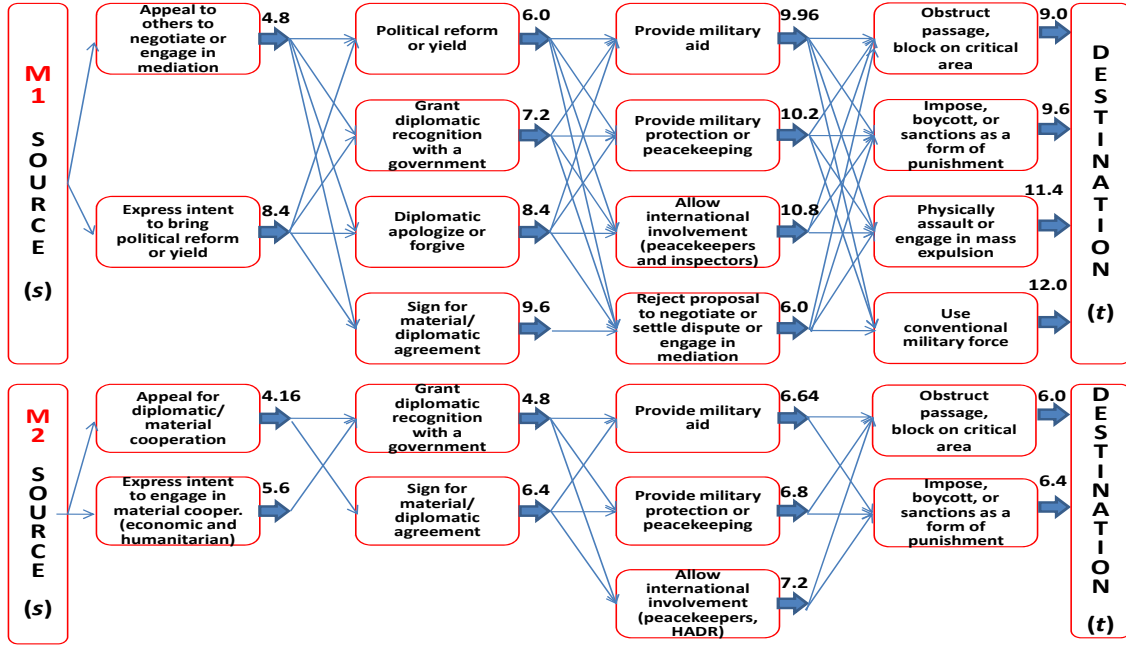 M
1
S
O
U
R
C
E
(s)
Appeal to
others to
negotiate or
engage in
mediation
4.8
Express intent
to bring
political reform
or yield
8.4
Political reform
or yield
6.0
Grant
diplomatic
recognition
with a
government
7.2
Diplomatic
apologize or
forgive
8.4
Sign for
material/
diplomatic
agreement
9.6
Provide military
aid
9.96
Provide military
protection or
peacekeeping
10.2
Allow
international
involvement
(peacekeepers
and inspectors)
10.8
Reject proposal
to negotiate or
settle dispute or
engage in
mediation
6.0
Obstruct
passage,
block on critical
area
9.0
Impose,
boycott, or
sanctions as a
form of
punishment
9.6
Physically
assault or
engage in mass
expulsion
11.4
Use
conventional
military force
12.0
D
E
S
T
I
N
A
T
I
O
N
(t)
M
2
S
O
U
R
C
E
(s)
Appeal for
diplomatic/
material
cooperation
4.16
Express intent
to engage in
material cooper.
(economic and
humanitarian)
5.6
Grant
diplomatic
recognition
with a
government
4.8
Sign for
material/
diplomatic
agreement
6.4
Provide military
aid
6.64
Provide military
protection or
peacekeeping
6.8
Allow
international
involvement
(peacekeepers,
HADR)
7.2
Obstruct
passage,
block on critical
area
6.0
Impose,
boycott, or
sanctions as a
form of
punishment
6.4
D
E
S
T
I
N
A
T
I
O
N
(t)